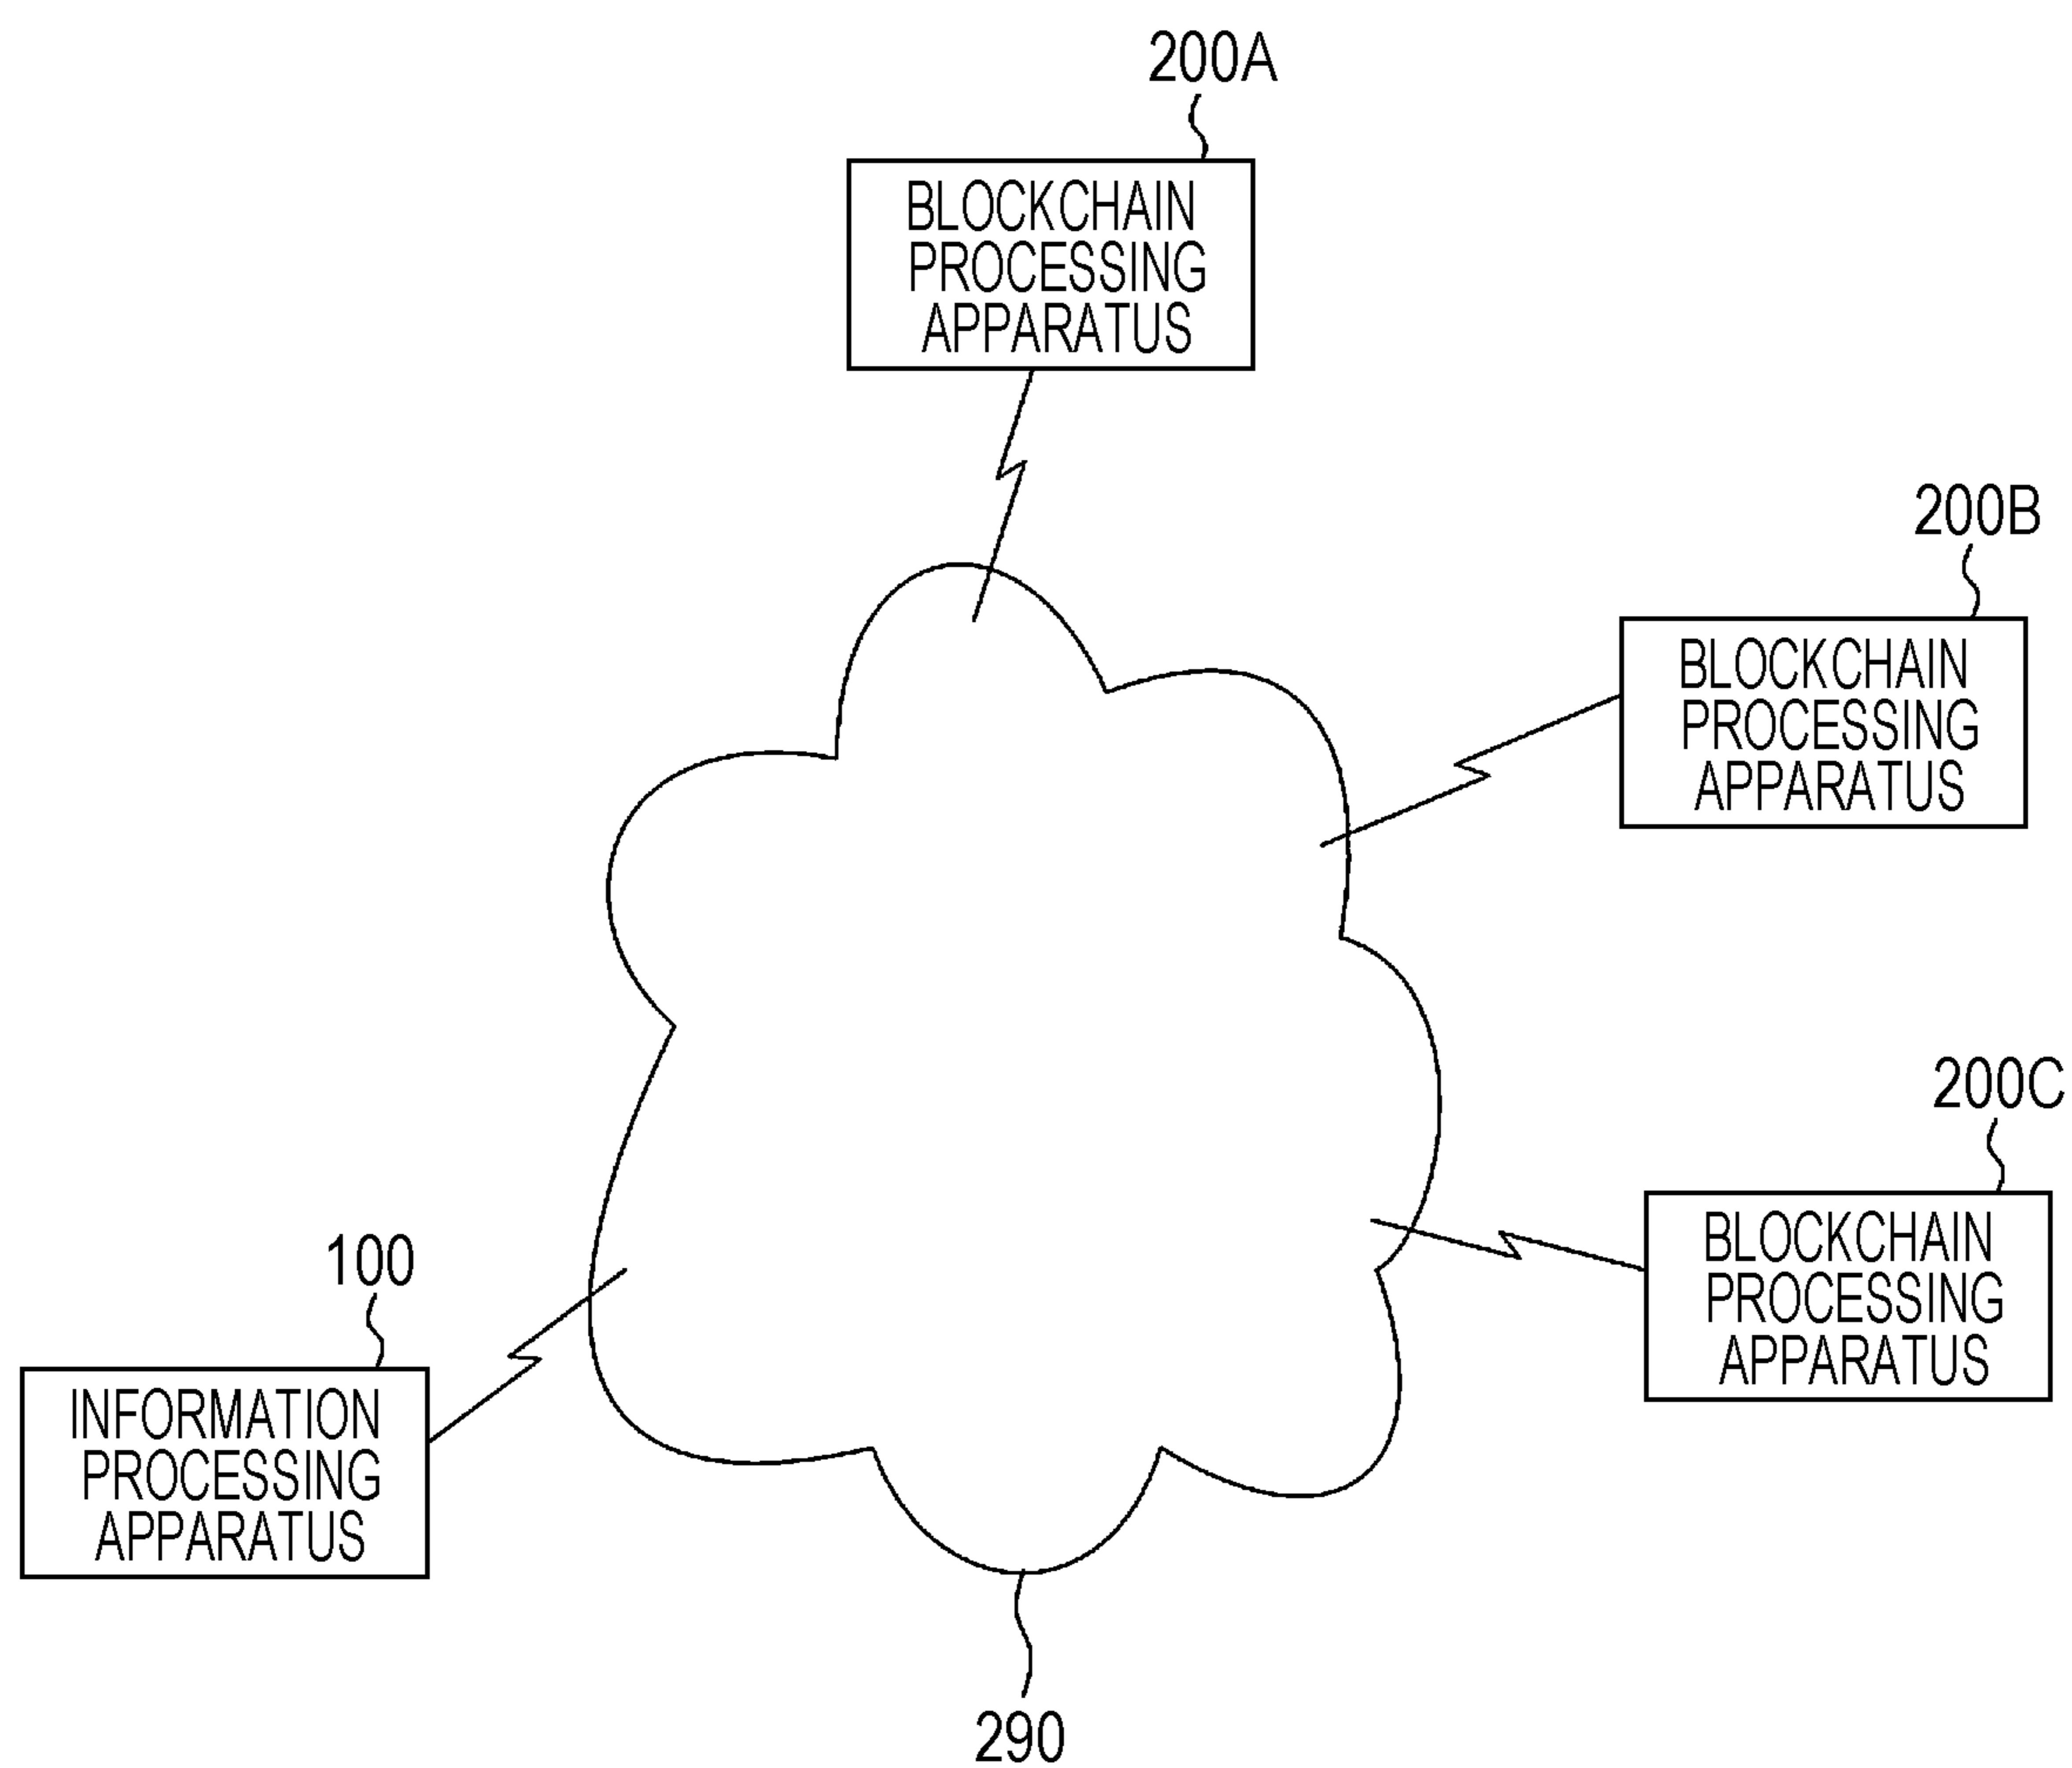 200A
BLOCKCHAIN
PROCESSING
APPARATUS
200B
BLOCKCHAIN
PROCESSING
APPARATUS
200C
BLOCKCHAIN
PROCESSING
APPARATUS
100
INFORMATION
PROCESSING
APPARATUS
290